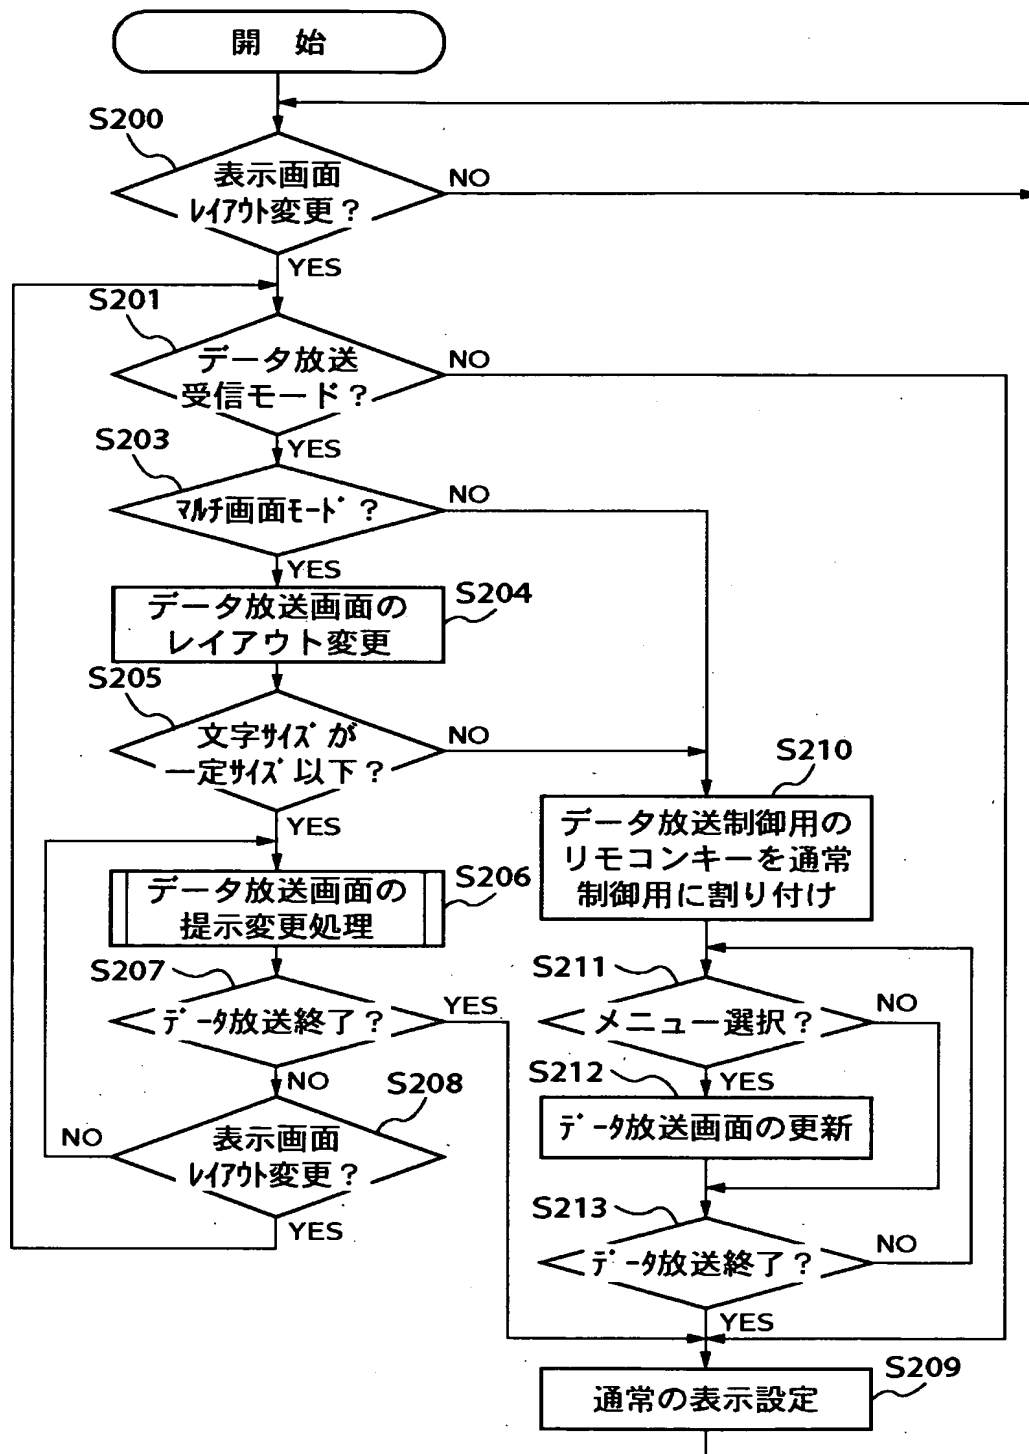 開 始
S200
表示画面
ﾚｲｱｳﾄ変更？
NO
YES
S201
データ放送
受信モード？
NO
YES
S203
ﾏﾙﾁ画面ﾓｰﾄﾞ？
NO
YES
データ放送画面の
レイアウト変更
S204
S205
文字ｻｲｽﾞが
一定ｻｲｽﾞ以下？
NO
YES
データ放送画面の
提示変更処理
S206
S207
ﾃﾞｰﾀ放送終了？
YES
NO
S208
表示画面
ﾚｲｱｳﾄ変更？
NO
YES
S210
データ放送制御用の
リモコンキーを通常
制御用に割り付け
S211
メニュー選択？
NO
YES
S212
ﾃﾞｰﾀ放送画面の更新
S213
ﾃﾞｰﾀ放送終了？
NO
YES
S209
通常の表示設定